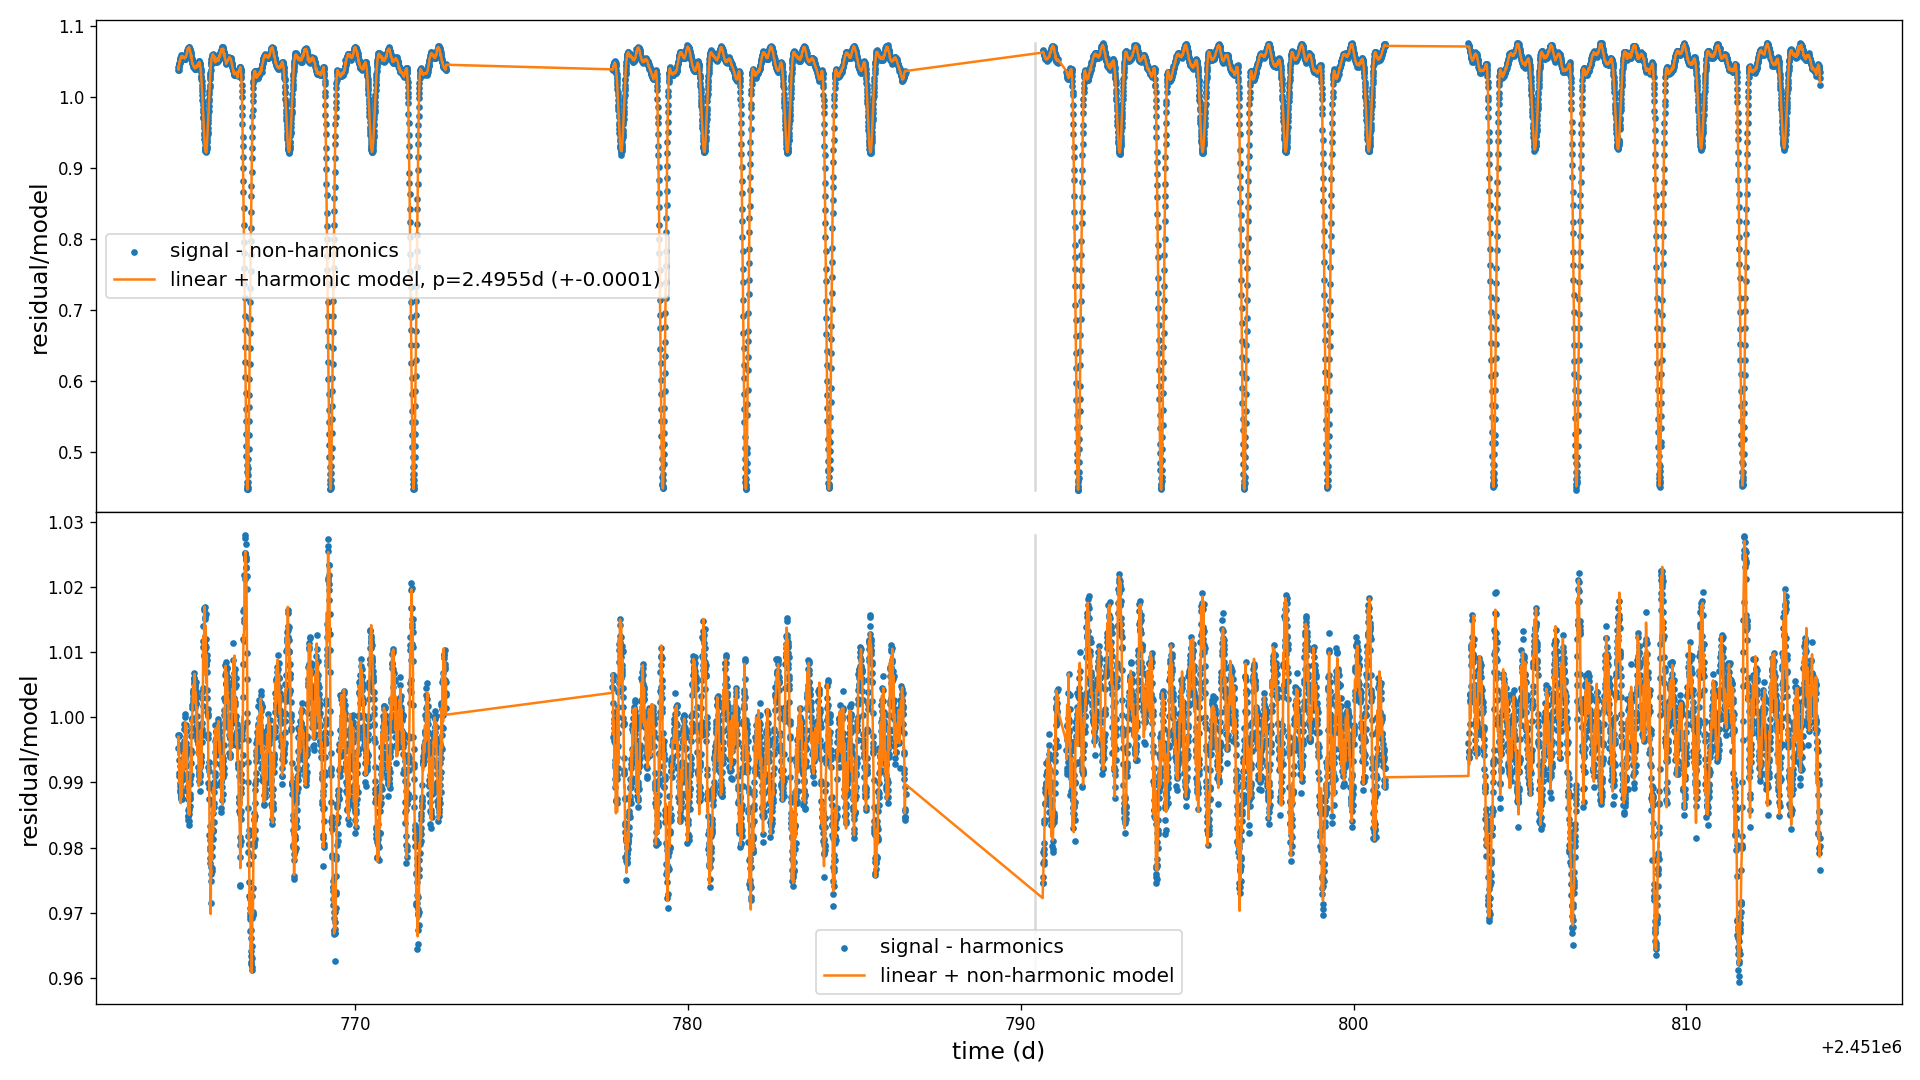 1.1
1.0
0.9
0.8
0.7
0.6
0.5
residual/model
signal - non-harmonics
linear + harmonic model, p=2.4955d (+-0.0001)
1.03
1.02
1.01
1.00
0.99
0.98
0.97
0.96
residual/model
signal - harmonics
linear + non-harmonic model
770
780
790
800
810
time (d)
+2.451e6